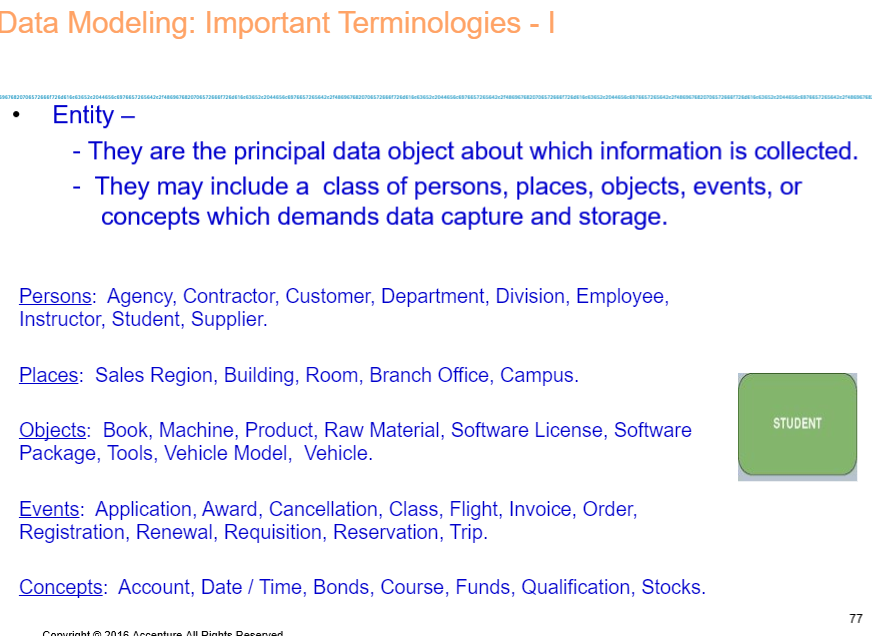 Data Modeling: Important Terminologies - I
• Entity –
- They are the principal data object about which information is collected.
- They may include a class of persons, places, objects, events, or
concepts which demands data capture and storage.
Persons: Agency, Contractor, Customer, Department, Division, Employee,
Instructor, Student, Supplier.
Places: Sales Region, Building, Room, Branch Office, Campus.
Objects: Book, Machine, Product, Raw Material, Software License, Software
Package, Tools, Vehicle Model, Vehicle.
STUDENT
Events: Application, Award, Cancellation, Class, Flight, Invoice, Order,
Registration, Renewal, Requisition, Reservation, Trip.
Concepts: Account, Date / Time, Bonds, Course, Funds, Qualification, Stocks.
77
Copyright © 2016 Accenture All Rights Reserved